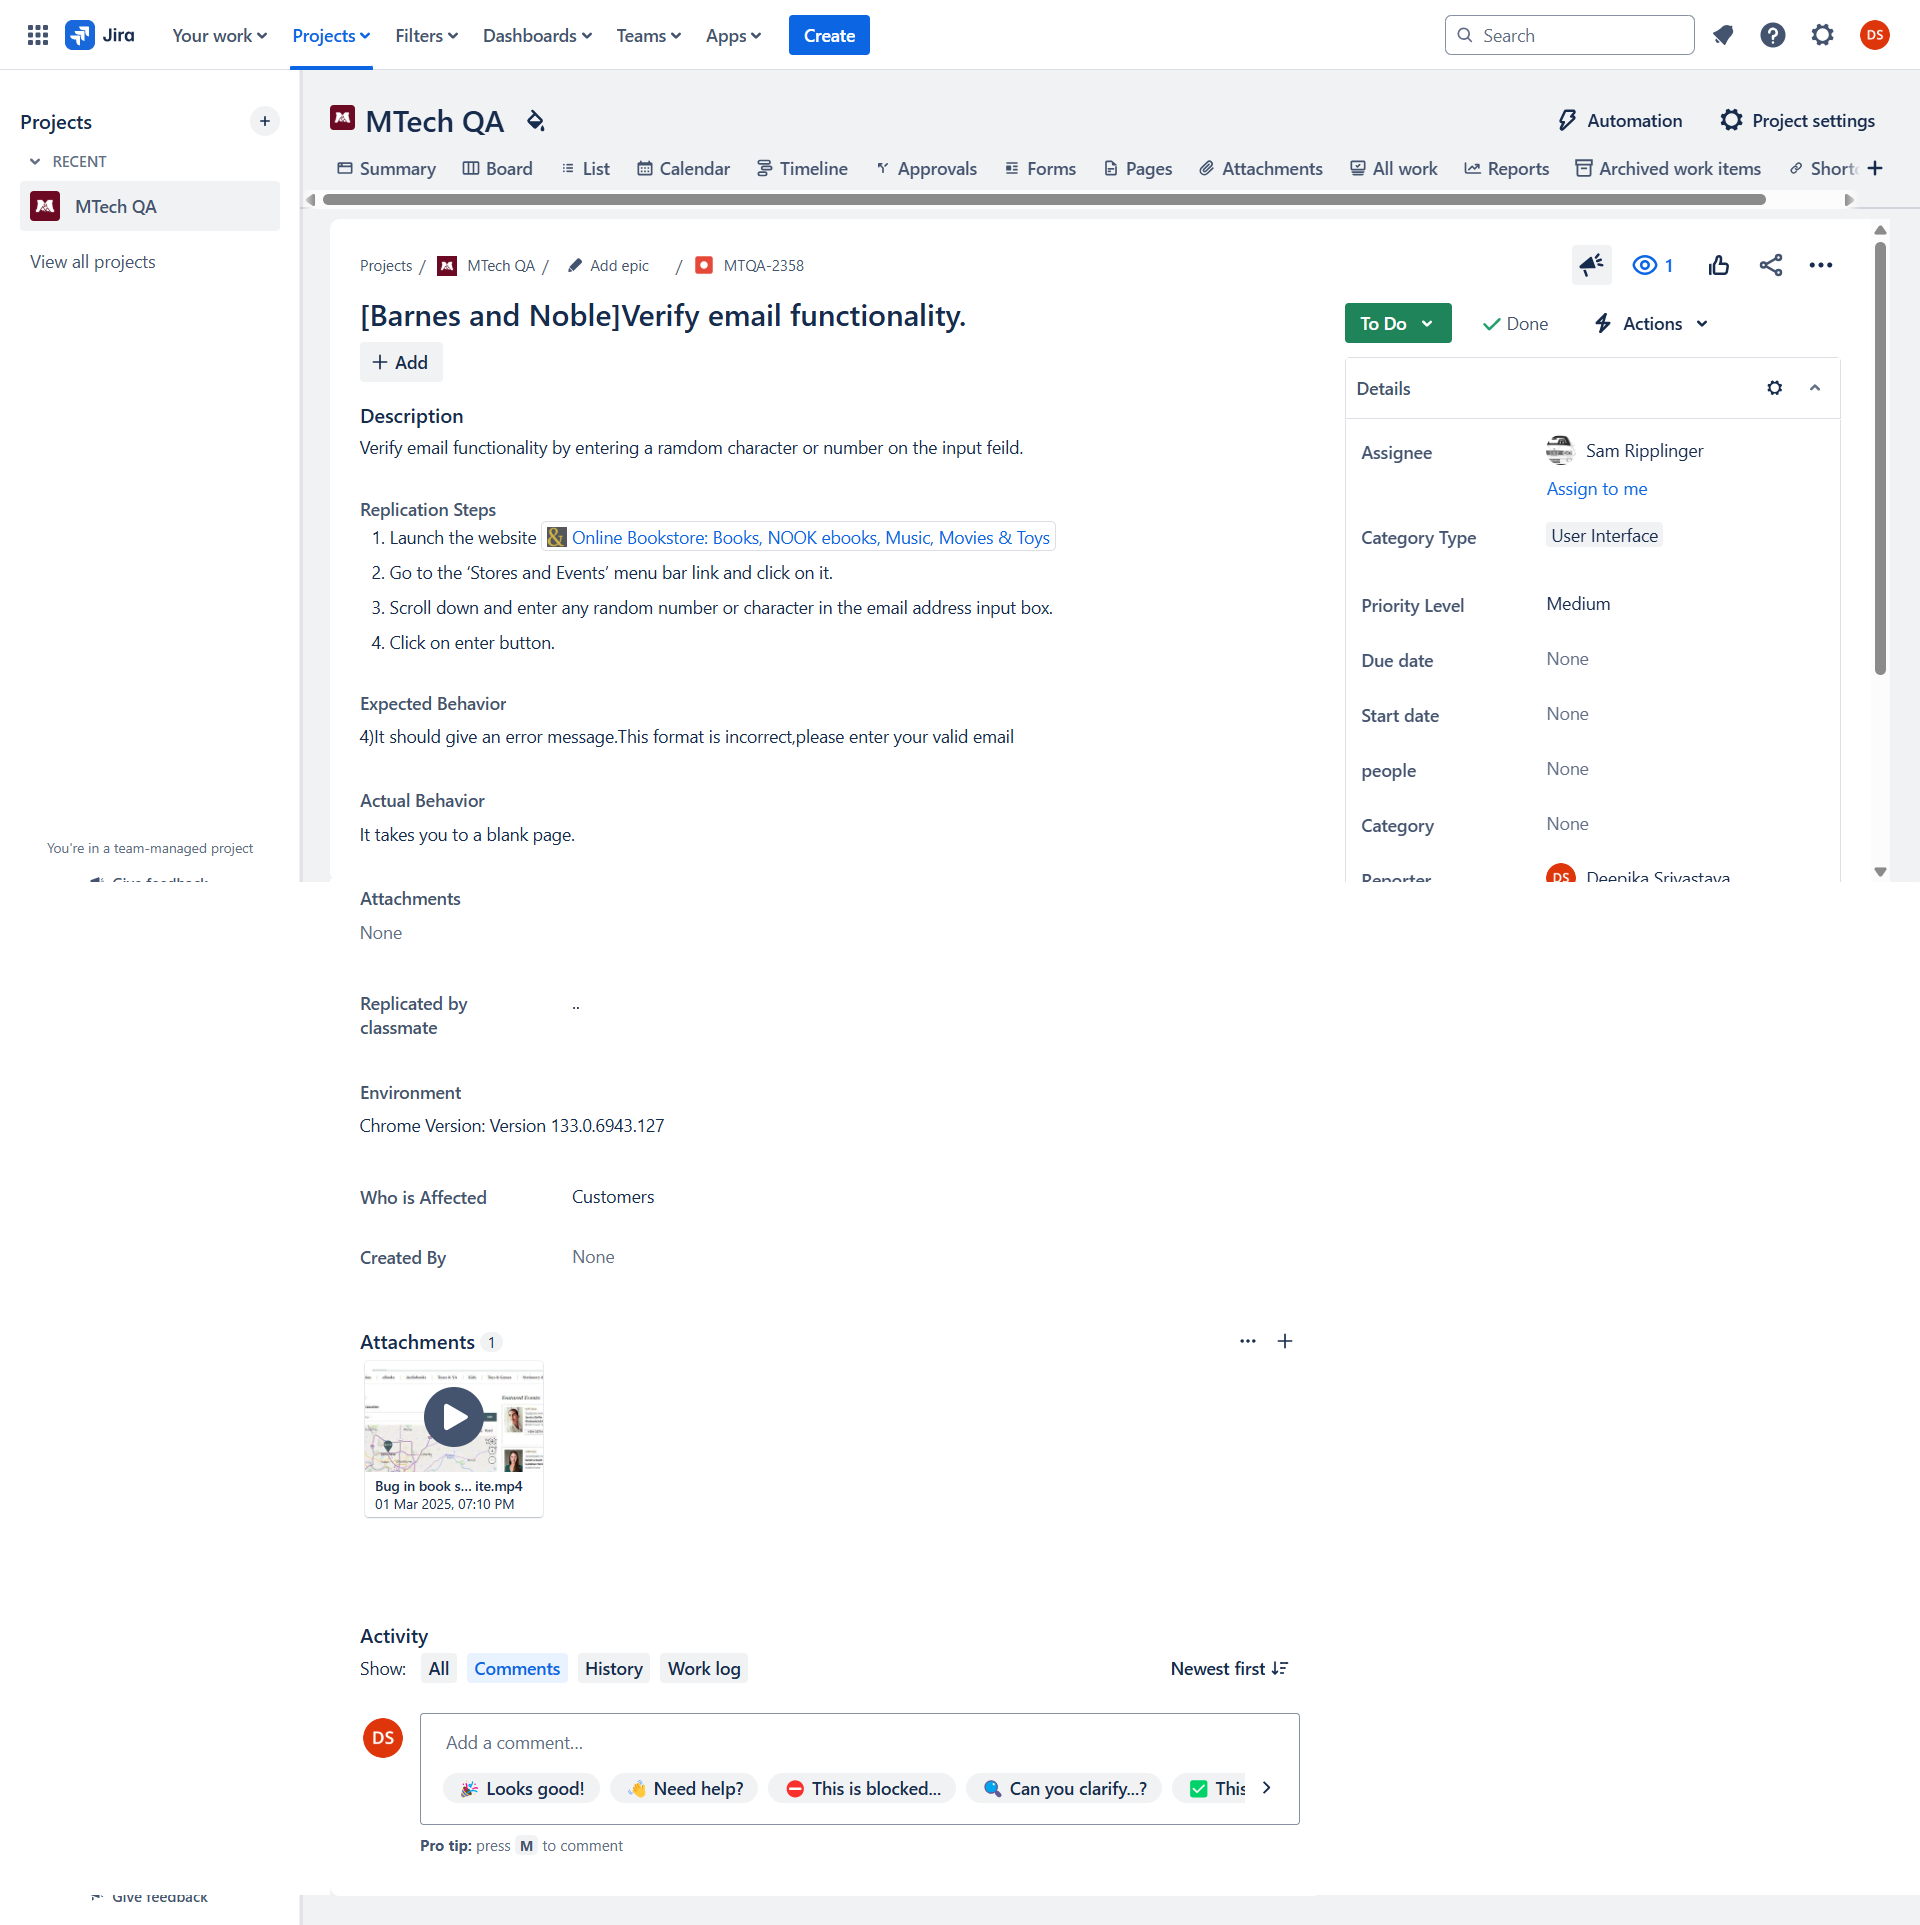 Jira
Your work
Projects
Filters
Dashboards
Teams
Apps
Create
Search
DS
Projects
RECENT
MTech QA
View all projects
You're in a team-managed project
Give feedback
MTech QA
Automation
Project settings
Summary
Board
List
Calendar
Timeline
Approvals
Forms
Pages
Attachments
All work
Reports
Archived work items
Shortc
Projects / MTech QA / Add epic / MTQA-2358
1
[Barnes and Noble]Verify email functionality.
Add
Description
Verify email functionality by entering a ramdom character or number on the input feild.
Replication Steps
1. Launch the website & Online Bookstore: Books, NOOK ebooks, Music, Movies & Toys
2. Go to the ‘Stores and Events’ menu bar link and click on it.
3. Scroll down and enter any random number or character in the email address input box.
4. Click on enter button.
Expected Behavior
4)It should give an error message.This format is incorrect,please enter your valid email
Actual Behavior
It takes you to a blank page.
Attachments
None
Replicated by
classmate
..
Environment
Chrome Version: Version 133.0.6943.127
Who is Affected
Customers
Created By
None
To Do
Done
Actions
Details
Assignee
Sam Ripplinger
Assign to me
Category Type
User Interface
Priority Level
Medium
Due date
None
Start date
None
people
None
Category
None
Reporter
DS
Deepika Srivastava
Attachments 1
Featured Events
Bug in book s... ite.mp4
01 Mar 2025, 07:10 PM
Activity
Show:
All
Comments
History
Work log
Newest first
DS
Add a comment...
Looks good!
Need help?
This is blocked...
Can you clarify...?
This
Pro tip: press M to comment
Give feedback